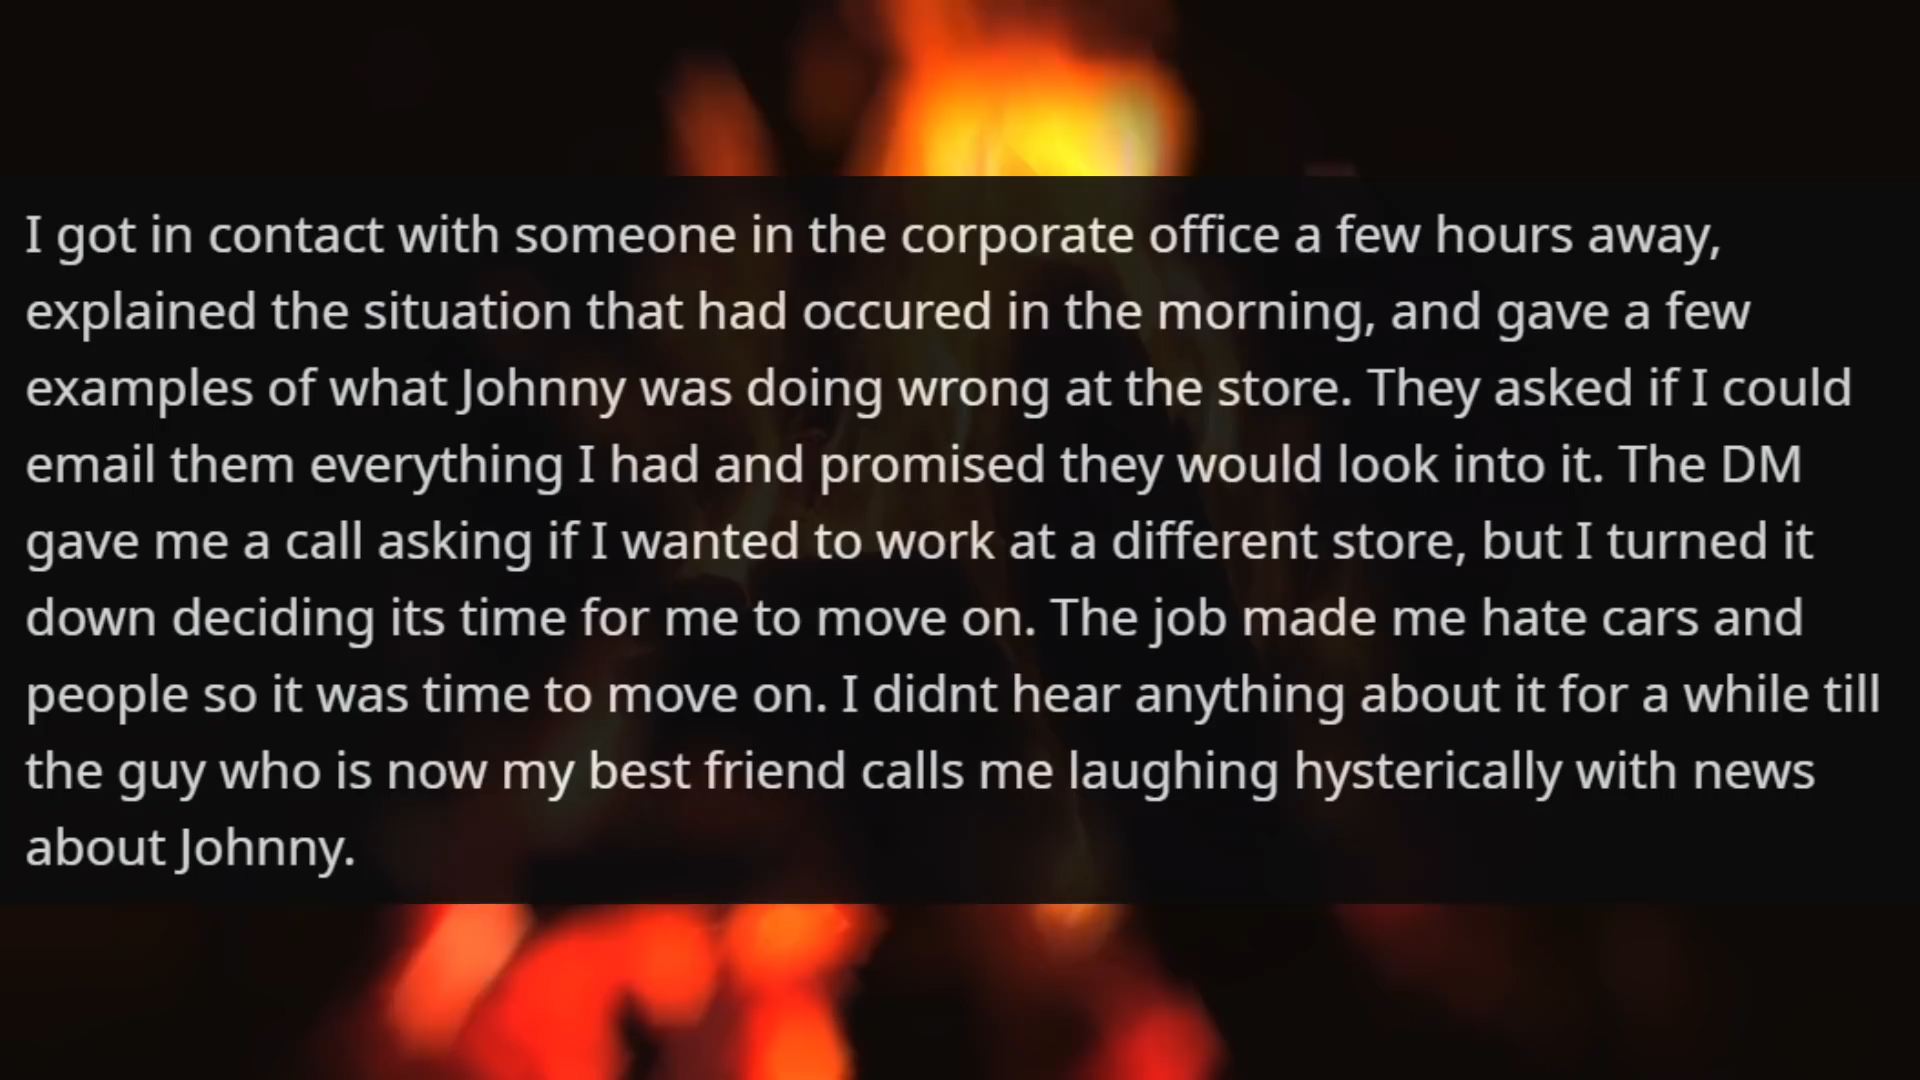 I got in contact with someone in the corporate office a few hours away,
explained the situation that had occured in the morning, and gave a few
examples of what Johnny was doing wrong at the store. They asked if I could
email them everything I had and promised they would look into it. The DM
gave me a call asking if I wanted to work at a different store, but I turned it
down deciding its time for me to move on. The job made me hate cars and
people so it was time to move on. I didnt hear anything about it for a while till
the guy who is now my best friend calls me laughing hysterically with news
about Johnny.